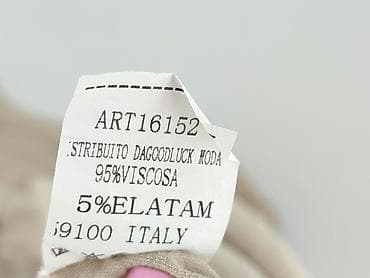 ART16152
STRIBUITO DAGOODLUCK MODA
95%VISCOSA
5%ELATAM
59100 ITALY